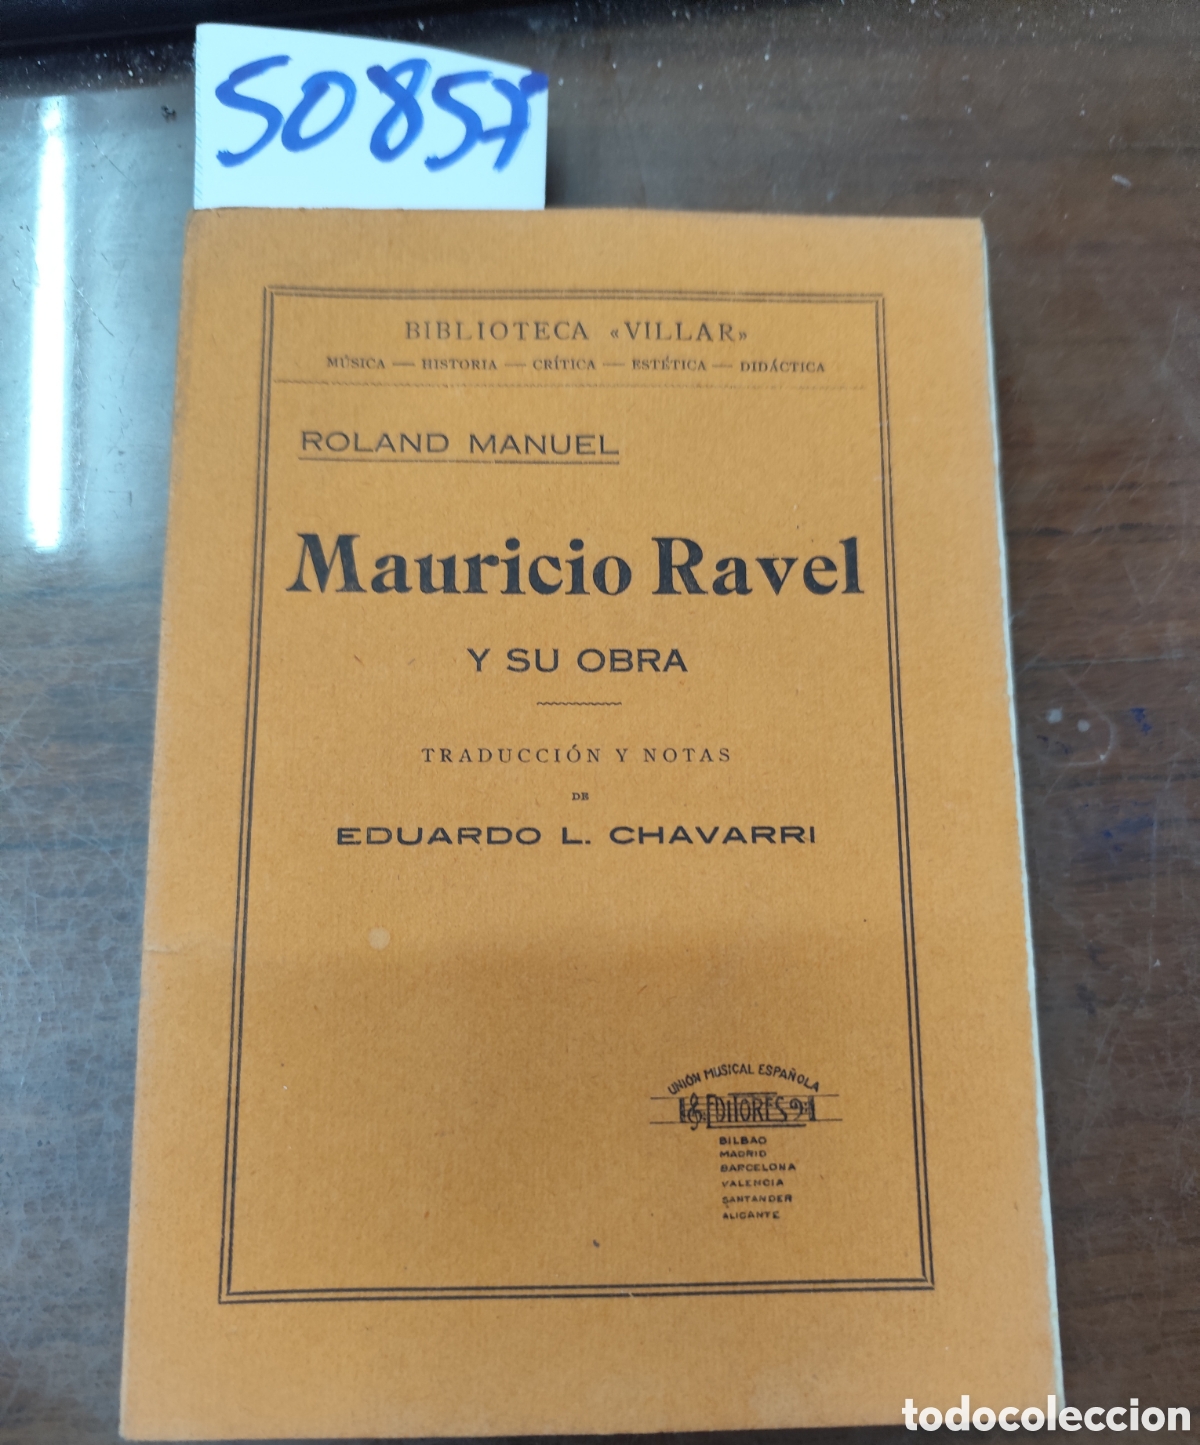 50857
BIBLIOTECA «VILLAR»
MÚSICA — HISTORIA — CRÍTICA — ESTÉTICA — DIDÁCTICA
ROLAND MANUEL
Mauricio Ravel
Y SU OBRA
TRADUCCIÓN Y NOTAS
DE
EDUARDO L. CHAVARRI
UNIÓN MUSICAL ESPAÑOLA
EDITORES
BILBAO
MADRID
BARCELONA
VALENCIA
SANTANDER
ALICANTE
todocoleccion